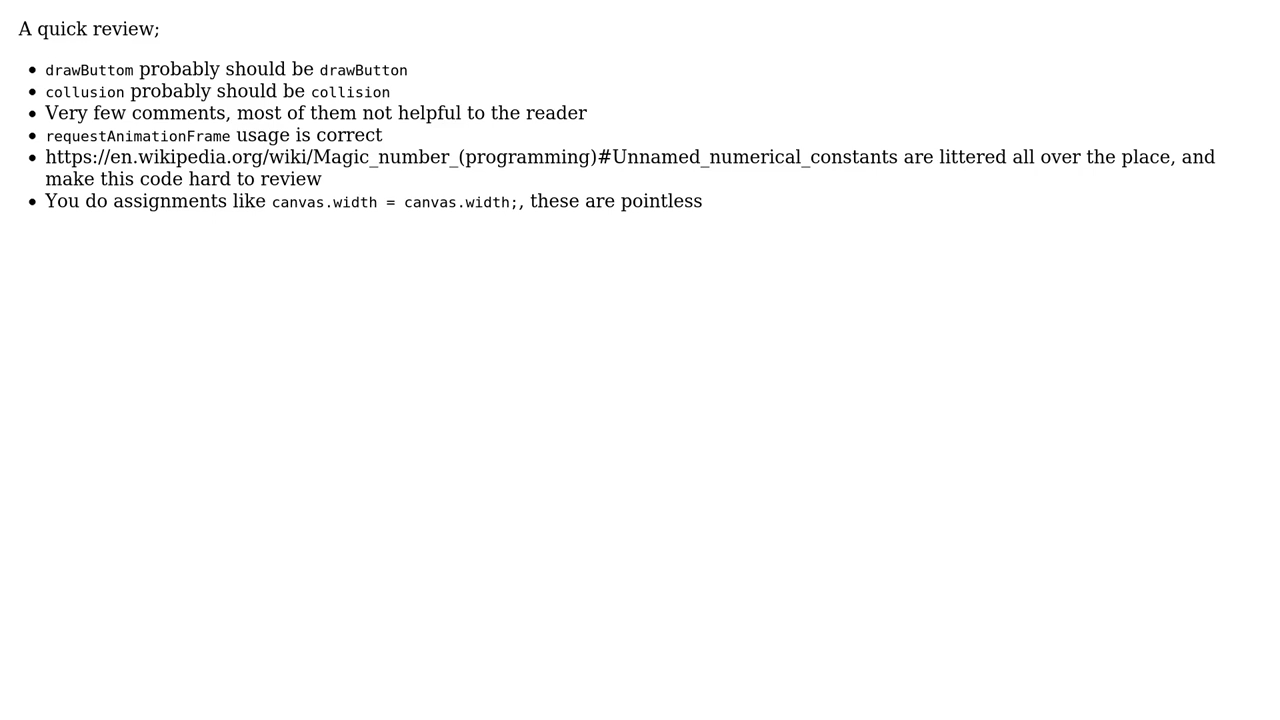 A quick review;
• drawButtom probably should be drawButton
• collusion probably should be collision
• Very few comments, most of them not helpful to the reader
• requestAnimationFrame usage is correct
• https://en.wikipedia.org/wiki/Magic_number_(programming)#Unnamed_numerical_constants are littered all over the place, and
make this code hard to review
• You do assignments like canvas.width = canvas.width;, these are pointless